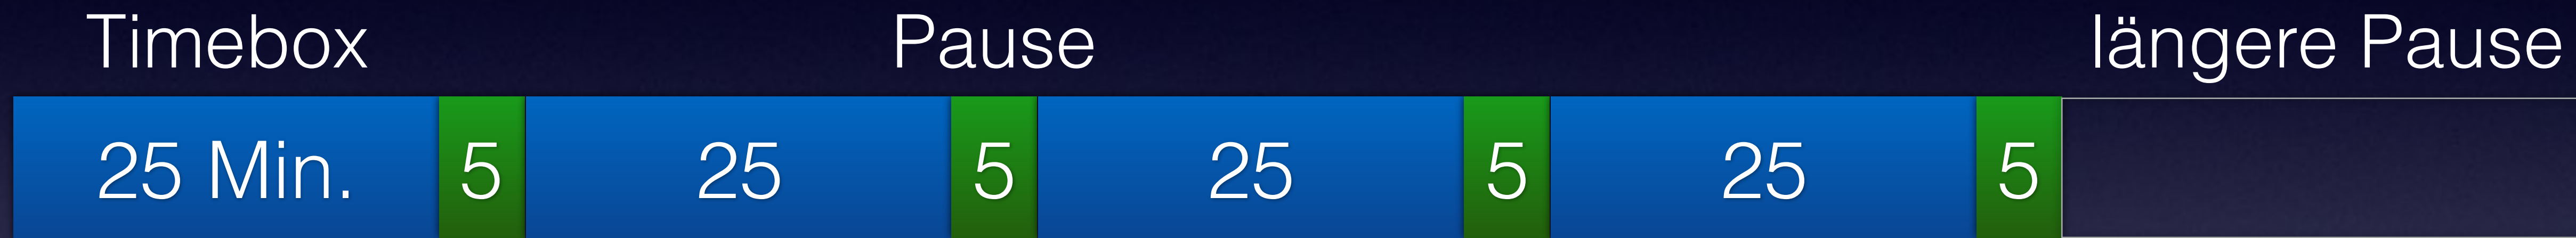 Timebox Pause längere Pause
25 Min. 5 25 5 25 5 25 5